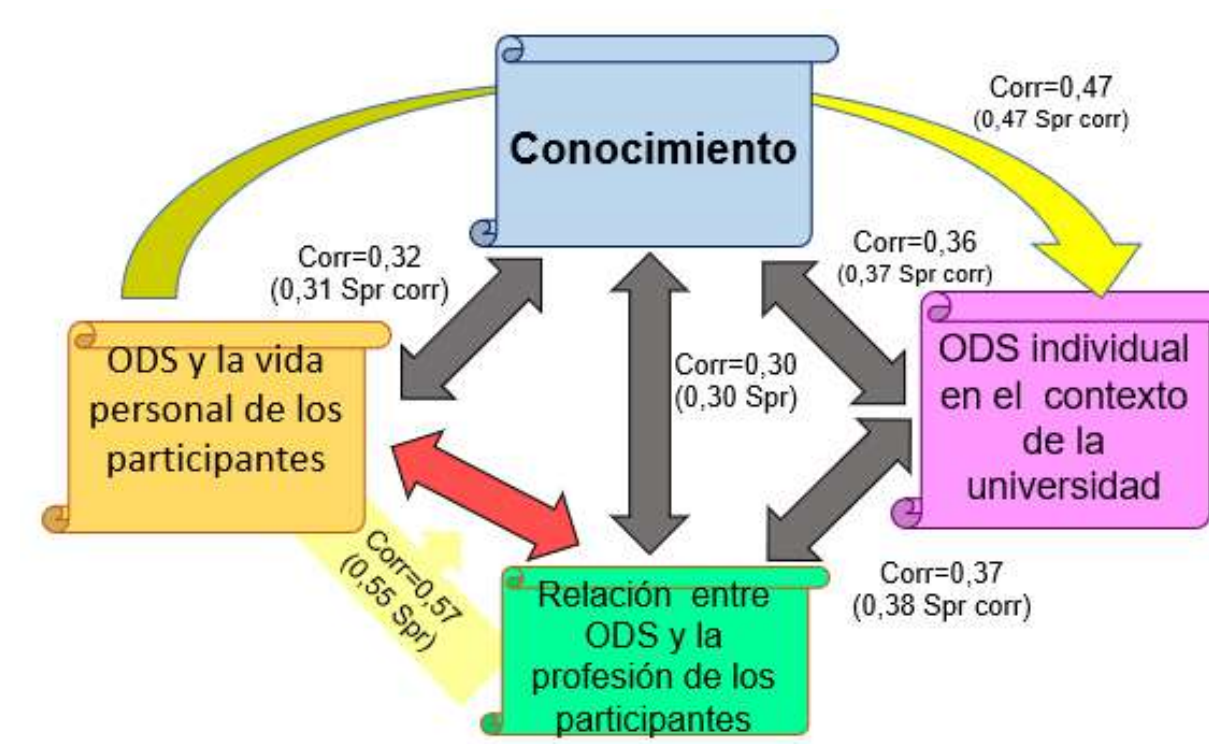 Conocimiento
Corr=0,47
(0,47 Spr corr)
Corr=0,32
(0,31 Spr corr)
Corr=0,36
(0,37 Spr corr)
Corr=0,30
(0,30 Spr)
ODS y la vida
personal de los
participantes
ODS individual
en el contexto
de la
universidad
Corr=0,57
(0,55 Spr)
Relación entre
ODS y la
profesión de los
participantes
Corr=0,37
(0,38 Spr corr)